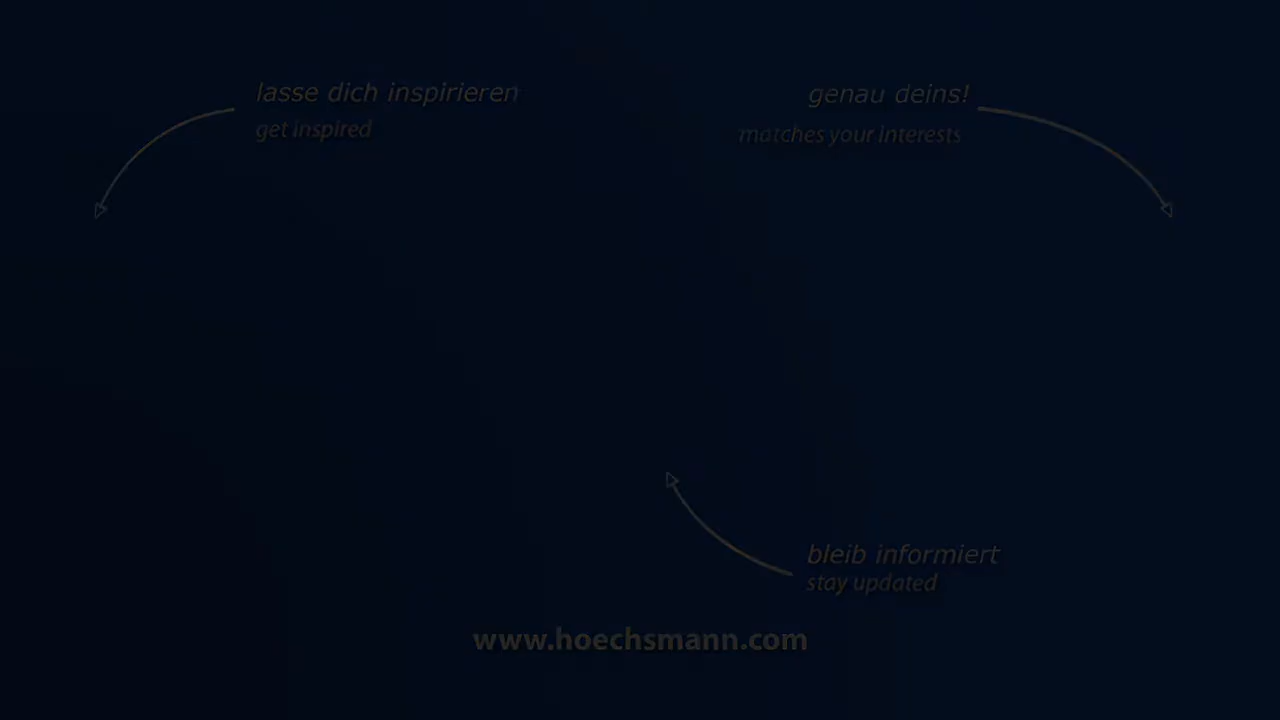 lasse dich inspirieren
get inspired
genau deins!
matches your interests
bleib informiert
stay updated
www.hoechsmann.com